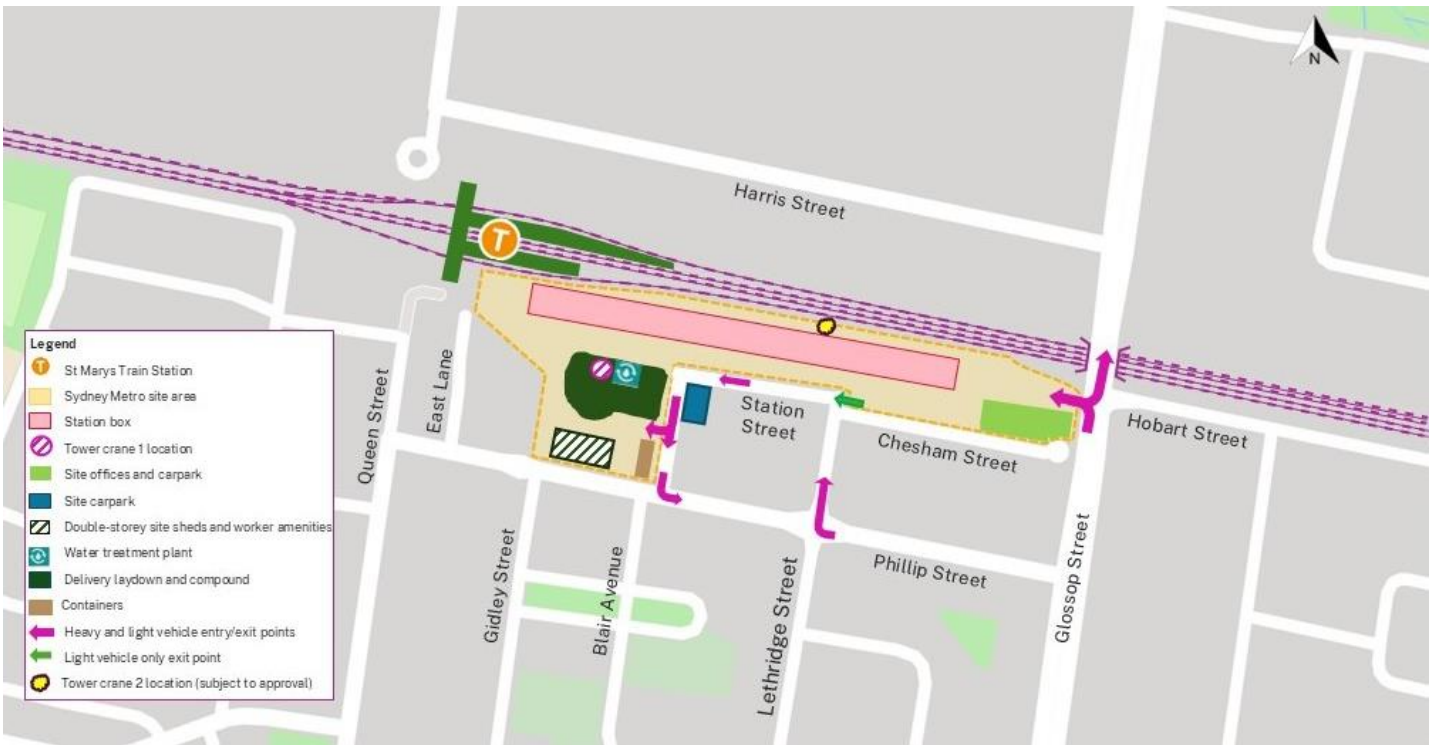 N
Harris Street
T
Legend
T St Marys Train Station
Sydney Metro site area
Station box
Tower crane 1 location
Site offices and carpark
Site carpark
Double-storey site sheds and worker amenities
Water treatment plant
Delivery laydown and compound
Containers
Heavy and light vehicle entry/exit points
Light vehicle only exit point
Tower crane 2 location (subject to approval)
Queen Street
East Lane
Station
Street
Chesham Street
Hobart Street
Gidley Street
Blair Avenue
Lethridge Street
Phillip Street
Glossop Street